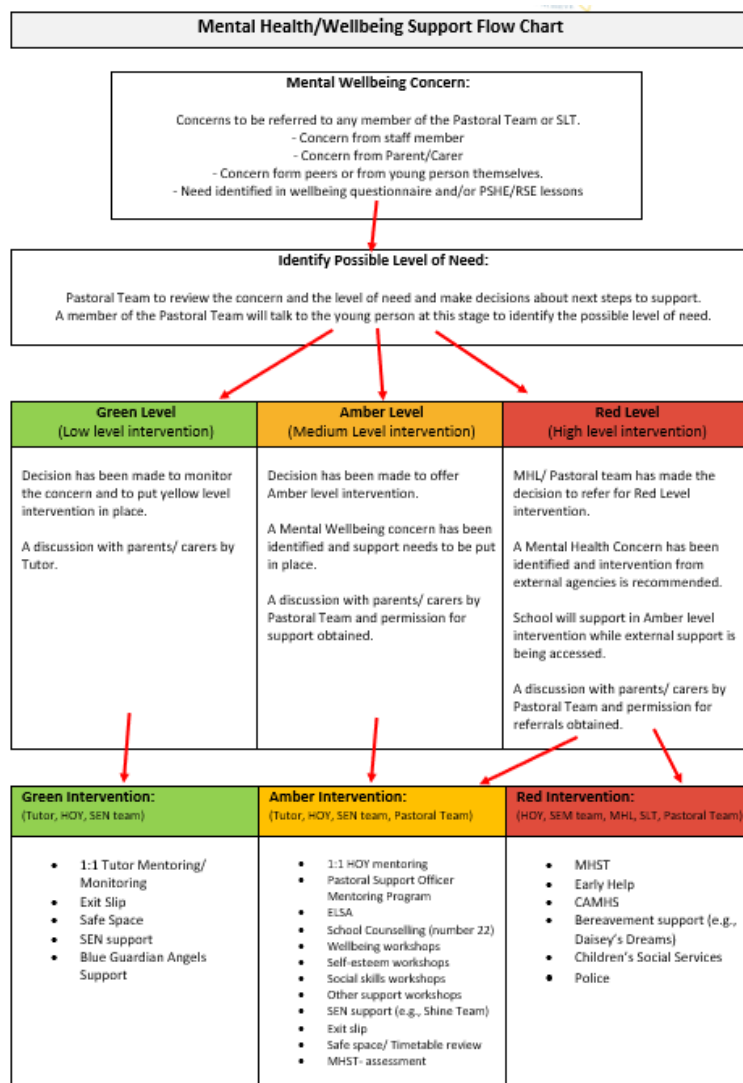 Mental Health/Wellbeing Support Flow Chart
Mental Wellbeing Concern:
Concerns to be referred to any member of the Pastoral Team or SLT.
- Concern from staff member
- Concern from Parent/Carer
- Concern form peers or from young person themselves.
- Need identified in wellbeing questionnaire and/or PSHE/RSE lessons
Identify Possible Level of Need:
Pastoral Team to review the concern and the level of need and make decisions about next steps to support.
A member of the Pastoral Team will talk to the young person at this stage to identify the possible level of need.
Green Level
(Low level intervention)
Decision has been made to monitor
the concern and to put yellow level
intervention in place.
A discussion with parents/ carers by
Tutor.
Amber Level
(Medium Level intervention)
Decision has been made to offer
Amber level intervention.
A Mental Wellbeing concern has been
identified and support needs to be put
in place.
A discussion with parents/ carers by
Pastoral Team and permission for
support obtained.
Red Level
(High level intervention)
MHL/ Pastoral team has made the
decision to refer for Red Level
intervention.
A Mental Health Concern has been
identified and intervention from
external agencies is recommended.
School will support in Amber level
intervention while external support is
being accessed.
A discussion with parents/ carers by
Pastoral Team and permission for
referrals obtained.
Green Intervention:
(Tutor, HOY, SEN team)
• 1:1 Tutor Mentoring/
Monitoring
• Exit Slip
• Safe Space
• SEN support
• Blue Guardian Angels
Support
Amber Intervention:
(Tutor, HOY, SEN team, Pastoral Team)
• 1:1 HOY mentoring
• Pastoral Support Officer
Mentoring Program
• ELSA
• School Counselling (number 22)
• Wellbeing workshops
• Self-esteem workshops
• Social skills workshops
• Other support workshops
• SEN support (e.g., Shine Team)
• Exit slip
• Safe space/ Timetable review
• MHST- assessment
Red Intervention:
(HOY, SEM team, MHL, SLT, Pastoral Team)
• MHST
• Early Help
• CAMHS
• Bereavement support (e.g.,
Daisey's Dreams)
• Children's Social Services
• Police